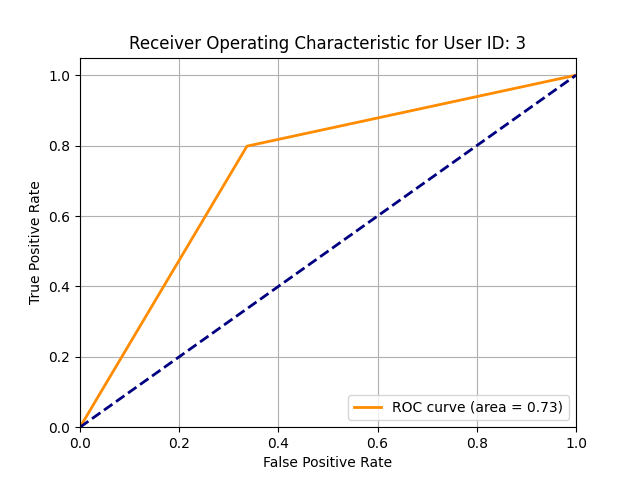 Receiver Operating Characteristic for User ID: 3
1.0
0.8
0.6
0.4
0.2
0.0
True Positive Rate
ROC curve (area = 0.73)
0.0 0.2 0.4 0.6 0.8 1.0
False Positive Rate